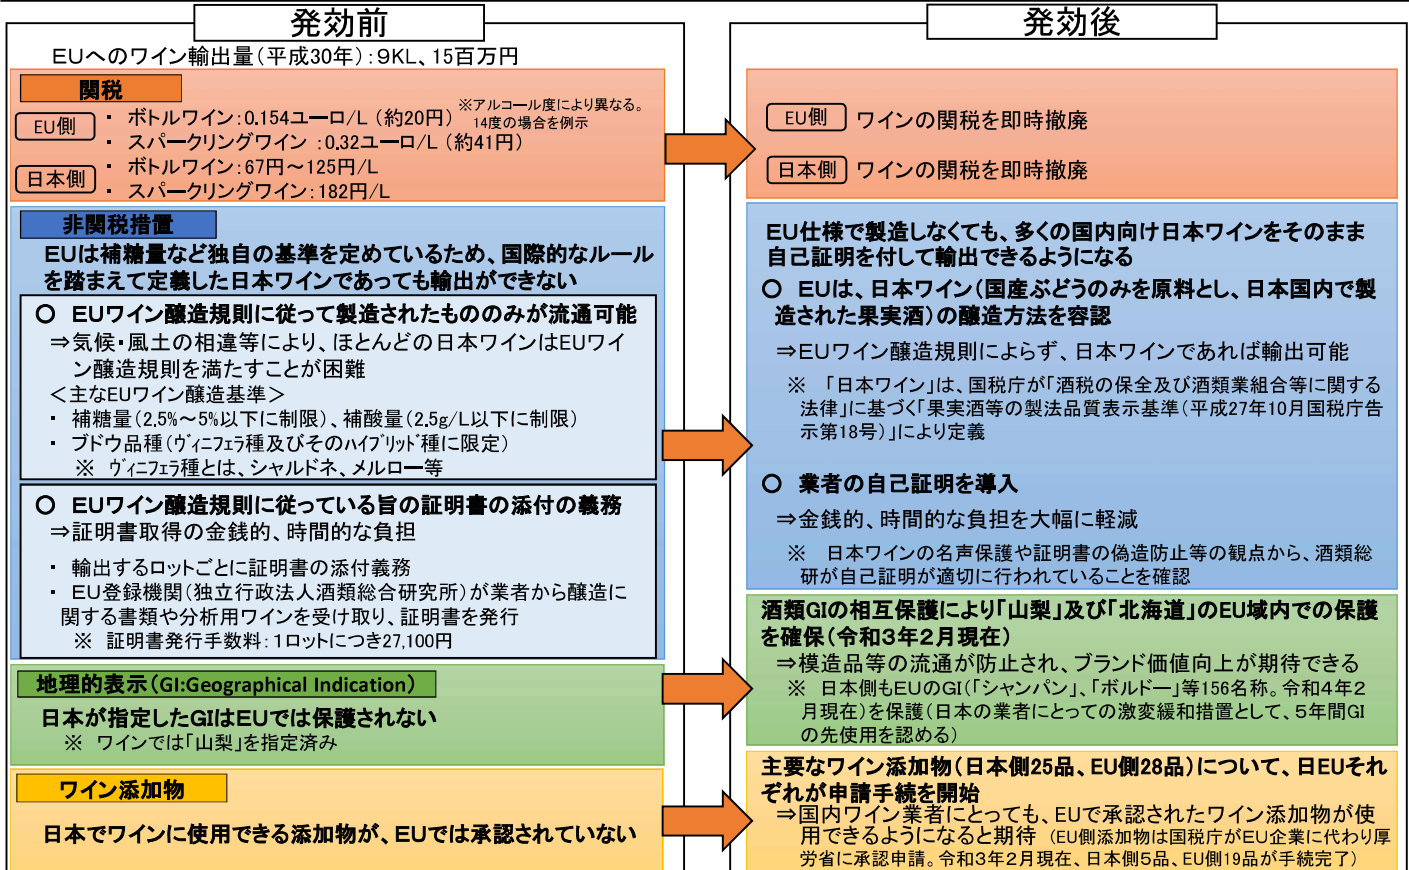 発効前
EUへのワイン輸出量(平成30年):9KL、15百万円
関税
EU側
・ ボトルワイン:0.154ユーロ/L(約20円)
※アルコール度により異なる。
14度の場合を例示
・ スパークリングワイン:0.32ユーロ/L(約41円)
日本側
・ ボトルワイン:67円～125円/L
・ スパークリングワイン:182円/L
非関税措置
EUは補糖量など独自の基準を定めているため、国際的なルール
を踏まえて定義した日本ワインであっても輸出ができない
○ EUワイン醸造規則に従って製造されたもののみが流通可能
⇒気候・風土の相違等により、ほとんどの日本ワインはEUワイ
ン醸造規則を満たすことが困難
＜主なEUワイン醸造基準＞
・ 補糖量(2.5%～5%以下に制限)、補酸量(2.5g/L以下に制限)
・ ブドウ品種(ヴィニフェラ種及びそのハイブリッド種に限定)
※ ヴィニフェラ種とは、シャルドネ、メルロー等
○ EUワイン醸造規則に従っている旨の証明書の添付の義務
⇒証明書取得の金銭的、時間的な負担
・ 輸出するロットごとに証明書の添付義務
・ EU登録機関(独立行政法人酒類総合研究所)が業者から醸造に
関する書類や分析用ワインを受け取り、証明書を発行
※ 証明書発行手数料:1ロットにつき27,100円
地理的表示(GI:Geographical Indication)
日本が指定したGIはEUでは保護されない
※ ワインでは「山梨」を指定済み
ワイン添加物
日本でワインに使用できる添加物が、EUでは承認されていない
発効後
EU側 ワインの関税を即時撤廃
日本側 ワインの関税を即時撤廃
EU仕様で製造しなくても、多くの国内向け日本ワインをそのまま
自己証明を付して輸出できるようになる
○ EUは、日本ワイン(国産ぶどうのみを原料とし、日本国内で製
造された果実酒)の醸造方法を容認
⇒EUワイン醸造規則によらず、日本ワインであれば輸出可能
※ 「日本ワイン」は、国税庁が「酒税の保全及び酒類業組合等に関する
法律」に基づく「果実酒等の製法品質表示基準(平成27年10月国税庁告
示第18号)」により定義
○ 業者の自己証明を導入
⇒金銭的、時間的な負担を大幅に軽減
※ 日本ワインの名声保護や証明書の偽造防止等の観点から、酒類総
研が自己証明が適切に行われていることを確認
酒類GIの相互保護により「山梨」及び「北海道」のEU域内での保護
を確保(令和3年2月現在)
⇒模造品等の流通が防止され、ブランド価値向上が期待できる
※ 日本側もEUのGI(「シャンパン」、「ボルドー」等156名称。令和4年2
月現在)を保護(日本の業者にとっての激変緩和措置として、5年間GI
の先使用を認める)
主要なワイン添加物(日本側25品、EU側28品)について、日EUそれ
ぞれが申請手続を開始
⇒国内ワイン業者にとっても、EUで承認されたワイン添加物が使
用できるようになると期待 (EU側添加物は国税庁がEU企業に代わり厚
労省に承認申請。令和3年2月現在、日本側5品、EU側19品が手続完了)